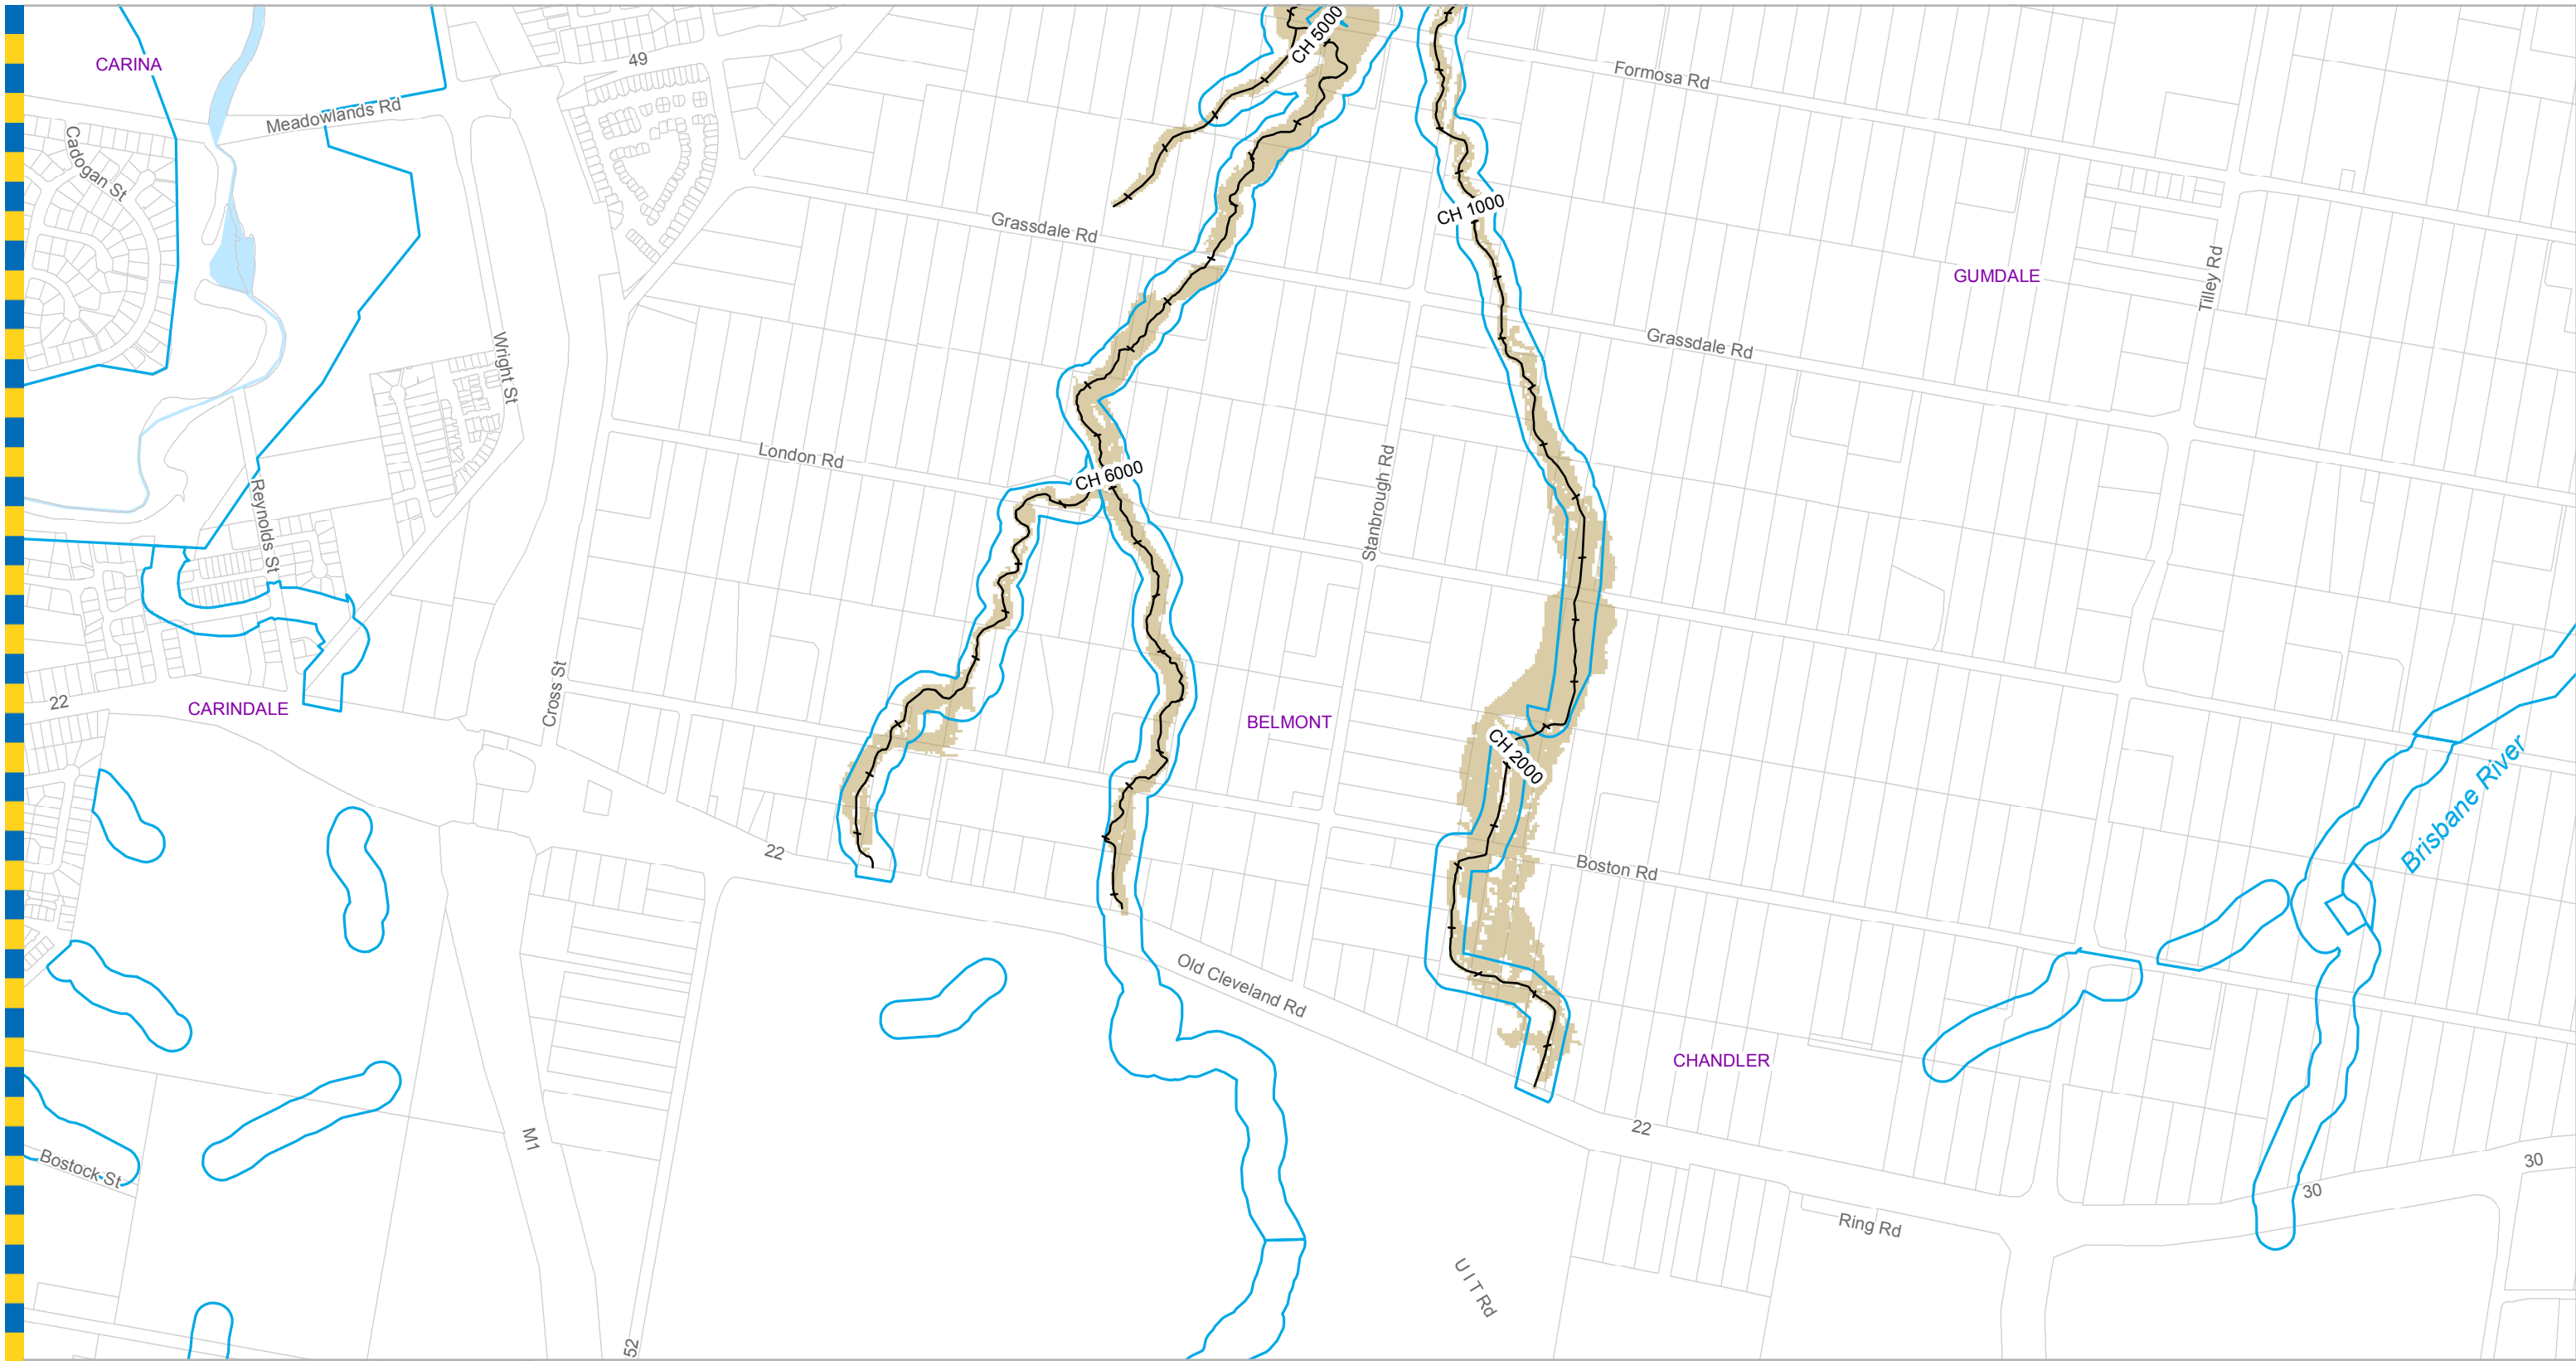 CH 5000
49
CARINA
Formosa Rd
Meadowlands Rd
Cadogan St
CH 1000
Grassdale Rd
GUMDALE
Tilley Rd
Grassdale Rd
Wright St
London Rd
CH 6000
Stanbrough Rd
Reynolds St
Cross St
22
CARINDALE
BELMONT
CH 2000
Brisbane River
22
Boston Rd
Old Cleveland Rd
CHANDLER
22
M1
Bostock St
30
30
Ring Rd
U I T Rd
52